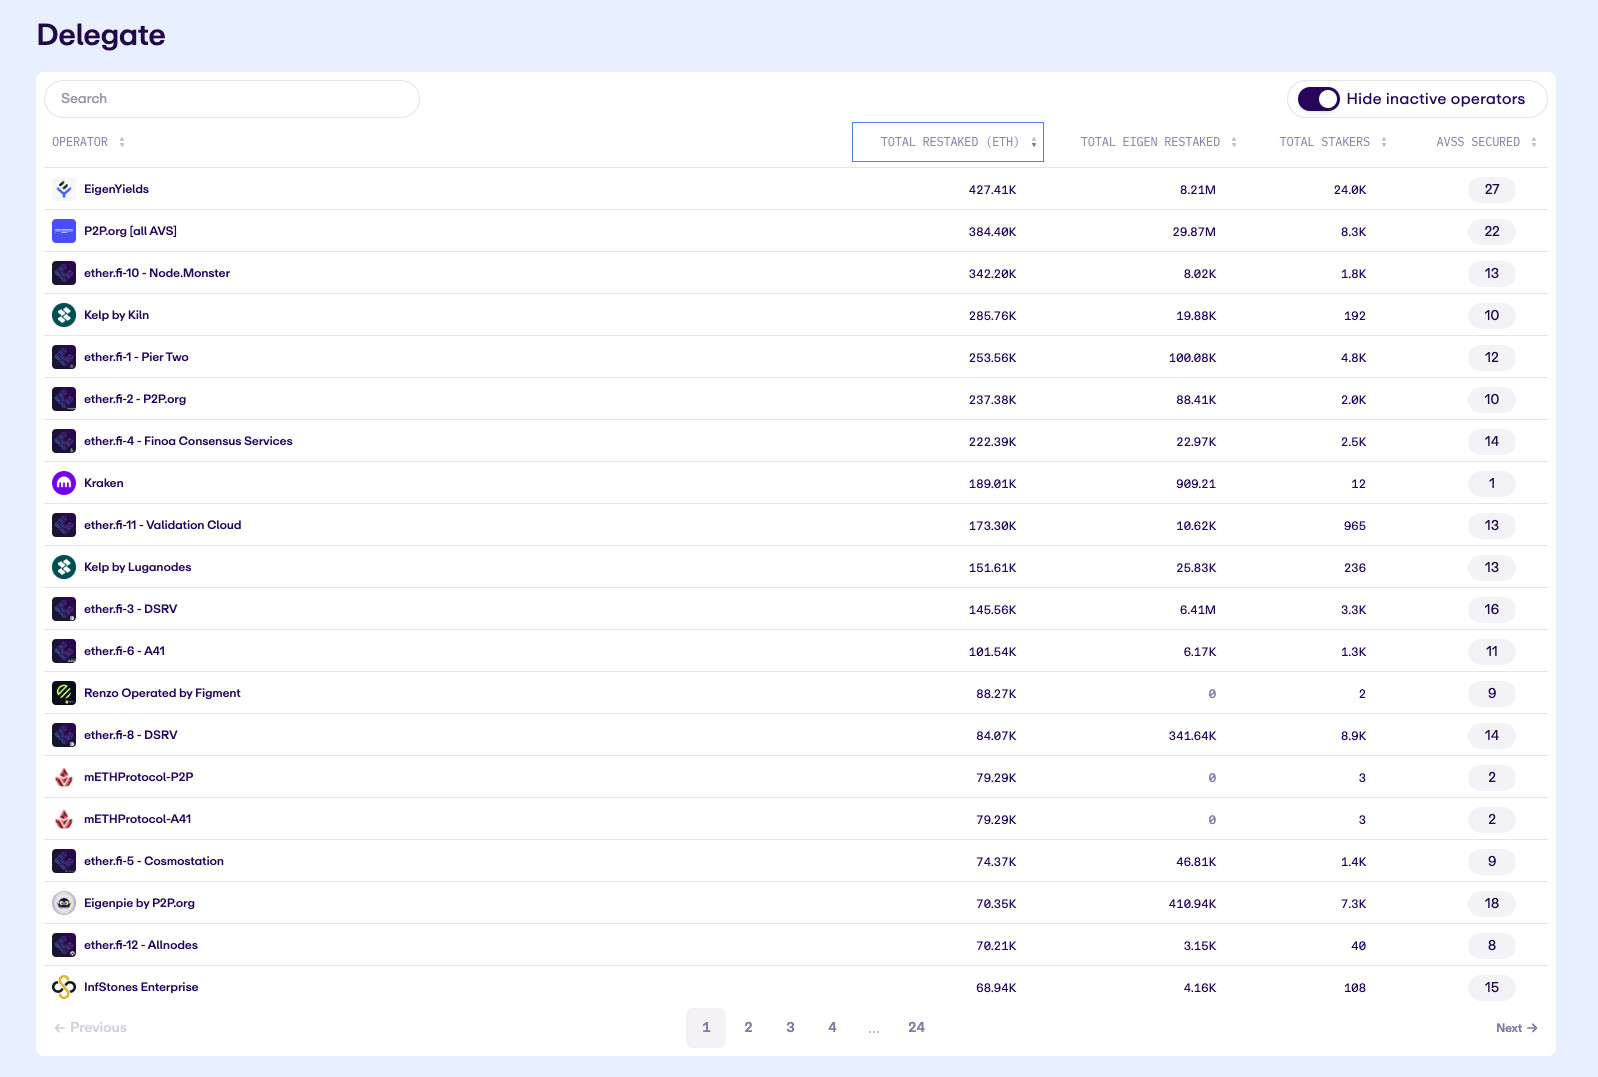 Delegate
Search
Hide inactive operators
OPERATOR TOTAL RESTAKED (ETH) TOTAL EIGEN RESTAKED TOTAL STAKERS AVSS SECURED
EigenYields 427.41K 8.21M 24.0K 27
P2P.org [all AVS] 384.40K 29.87M 8.3K 22
ether.fi-10 - Node.Monster 342.20K 8.02K 1.8K 13
Kelp by Kiln 285.76K 19.88K 192 10
ether.fi-1 - Pier Two 253.56K 100.08K 4.8K 12
ether.fi-2 - P2P.org 237.38K 88.41K 2.0K 10
ether.fi-4 - Finoa Consensus Services 222.39K 22.97K 2.5K 14
Kraken 189.01K 909.21 12 1
ether.fi-11 - Validation Cloud 173.30K 10.62K 965 13
Kelp by Luganodes 151.61K 25.83K 236 13
ether.fi-3 - DSRV 145.56K 6.41M 3.3K 16
ether.fi-6 - A41 101.54K 6.17K 1.3K 11
Renzo Operated by Figment 88.27K 0 2 9
ether.fi-8 - DSRV 84.07K 341.64K 8.9K 14
mETHProtocol-P2P 79.29K 0 3 2
mETHProtocol-A41 79.29K 0 3 2
ether.fi-5 - Cosmostation 74.37K 46.81K 1.4K 9
Eigenpie by P2P.org 70.35K 410.94K 7.3K 18
ether.fi-12 - Allnodes 70.21K 3.15K 40 8
InfStones Enterprise 68.94K 4.16K 108 15
← Previous 1 2 3 4 ... 24 Next →